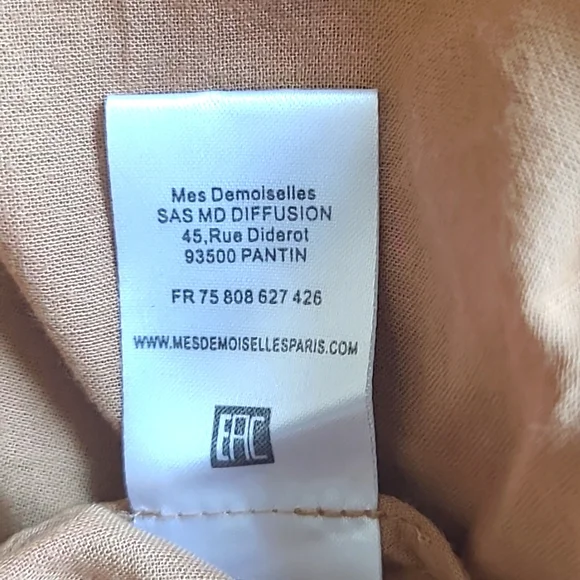 Mes Demoiselles
SAS MD DIFFUSION
45,Rue Diderot
93500 PANTIN
FR 75 808 627 426
WWW.MESDEMOISELLESPARIS.COM
EAC